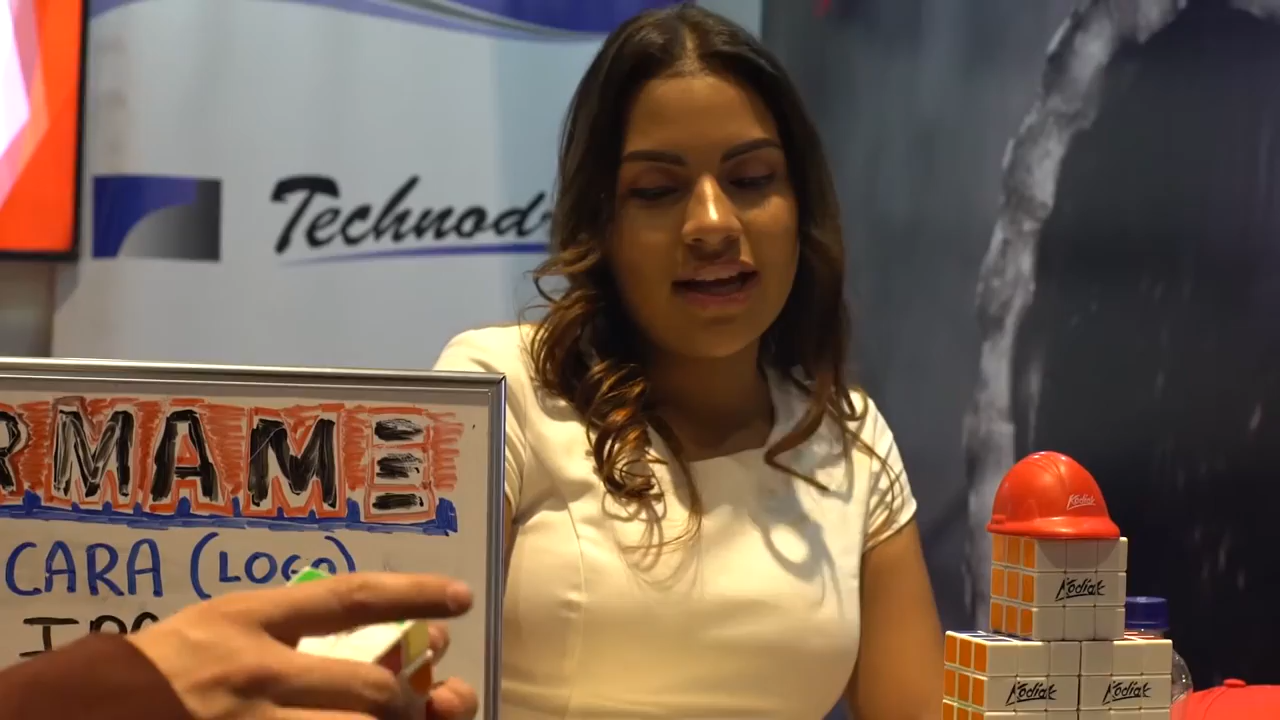 Technod
RMAME
CARA (LOGO)
Kodiak
Kodiak
Kodiak Kodiak